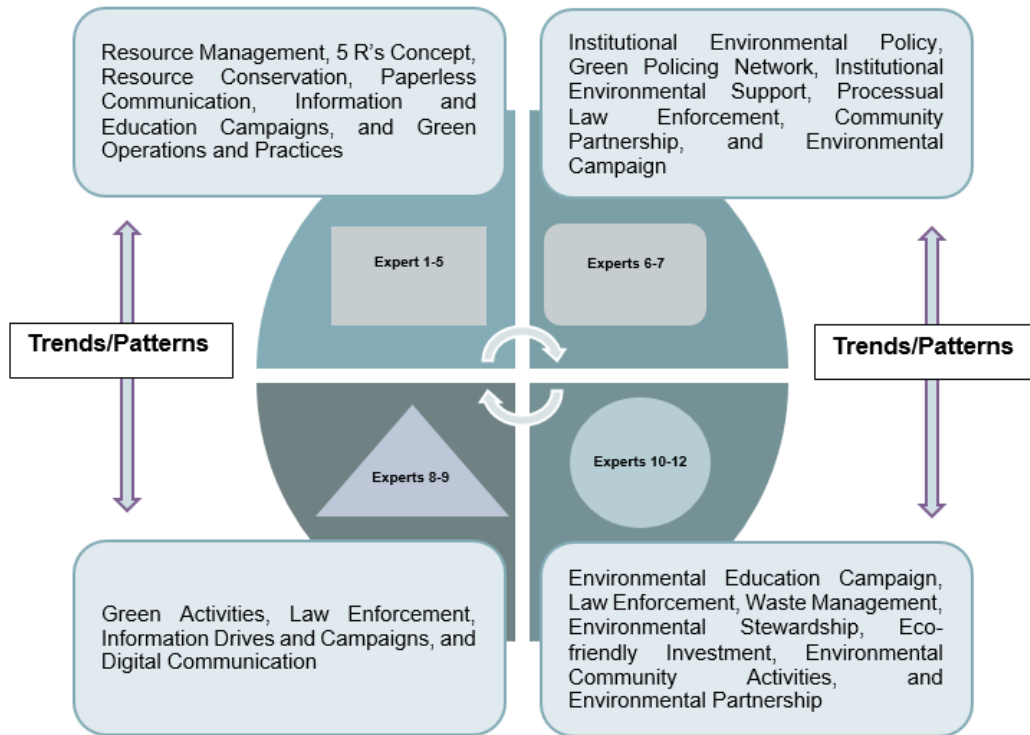 Resource Management, 5 R’s Concept,
Resource Conservation, Paperless
Communication, Information and
Education Campaigns, and Green
Operations and Practices
Institutional Environmental Policy,
Green Policing Network, Institutional
Environmental Support, Processual
Law Enforcement, Community
Partnership, and Environmental
Campaign
Expert 1-5
Experts 6-7
Trends/Patterns
Trends/Patterns
Experts 8-9
Experts 10-12
Green Activities, Law Enforcement,
Information Drives and Campaigns, and
Digital Communication
Environmental Education Campaign,
Law Enforcement, Waste Management,
Environmental Stewardship, Eco-
friendly Investment, Environmental
Community Activities, and
Environmental Partnership